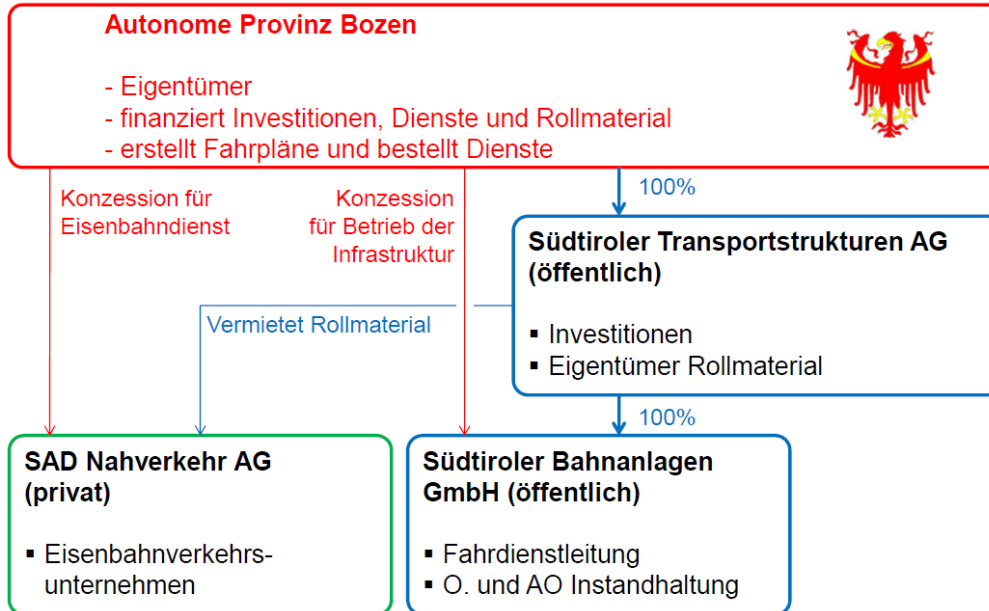 Autonome Provinz Bozen
- Eigentümer
- finanziert Investitionen, Dienste und Rollmaterial
- erstellt Fahrpläne und bestellt Dienste
Konzession für
Eisenbahndienst
Konzession
für Betrieb der
Infrastruktur
100%
Südtiroler Transportstrukturen AG
(öffentlich)
▪ Investitionen
▪ Eigentümer Rollmaterial
Vermietet Rollmaterial
100%
SAD Nahverkehr AG
(privat)
▪ Eisenbahnverkehrs-
unternehmen
Südtiroler Bahnanlagen
GmbH (öffentlich)
▪ Fahrdienstleitung
▪ O. und AO Instandhaltung